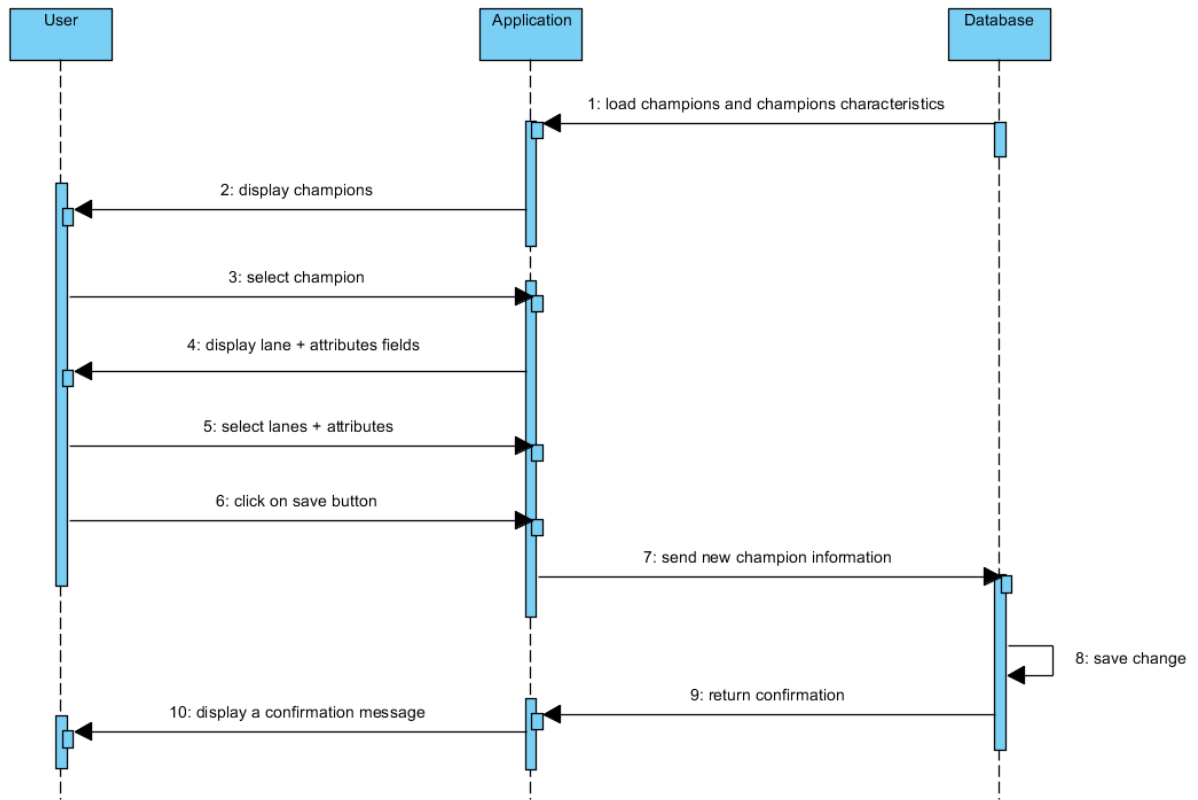 User
Application
Database
1: load champions and champions characteristics
2: display champions
3: select champion
4: display lane + attributes fields
5: select lanes + attributes
6: click on save button
7: send new champion information
8: save change
9: return confirmation
10: display a confirmation message